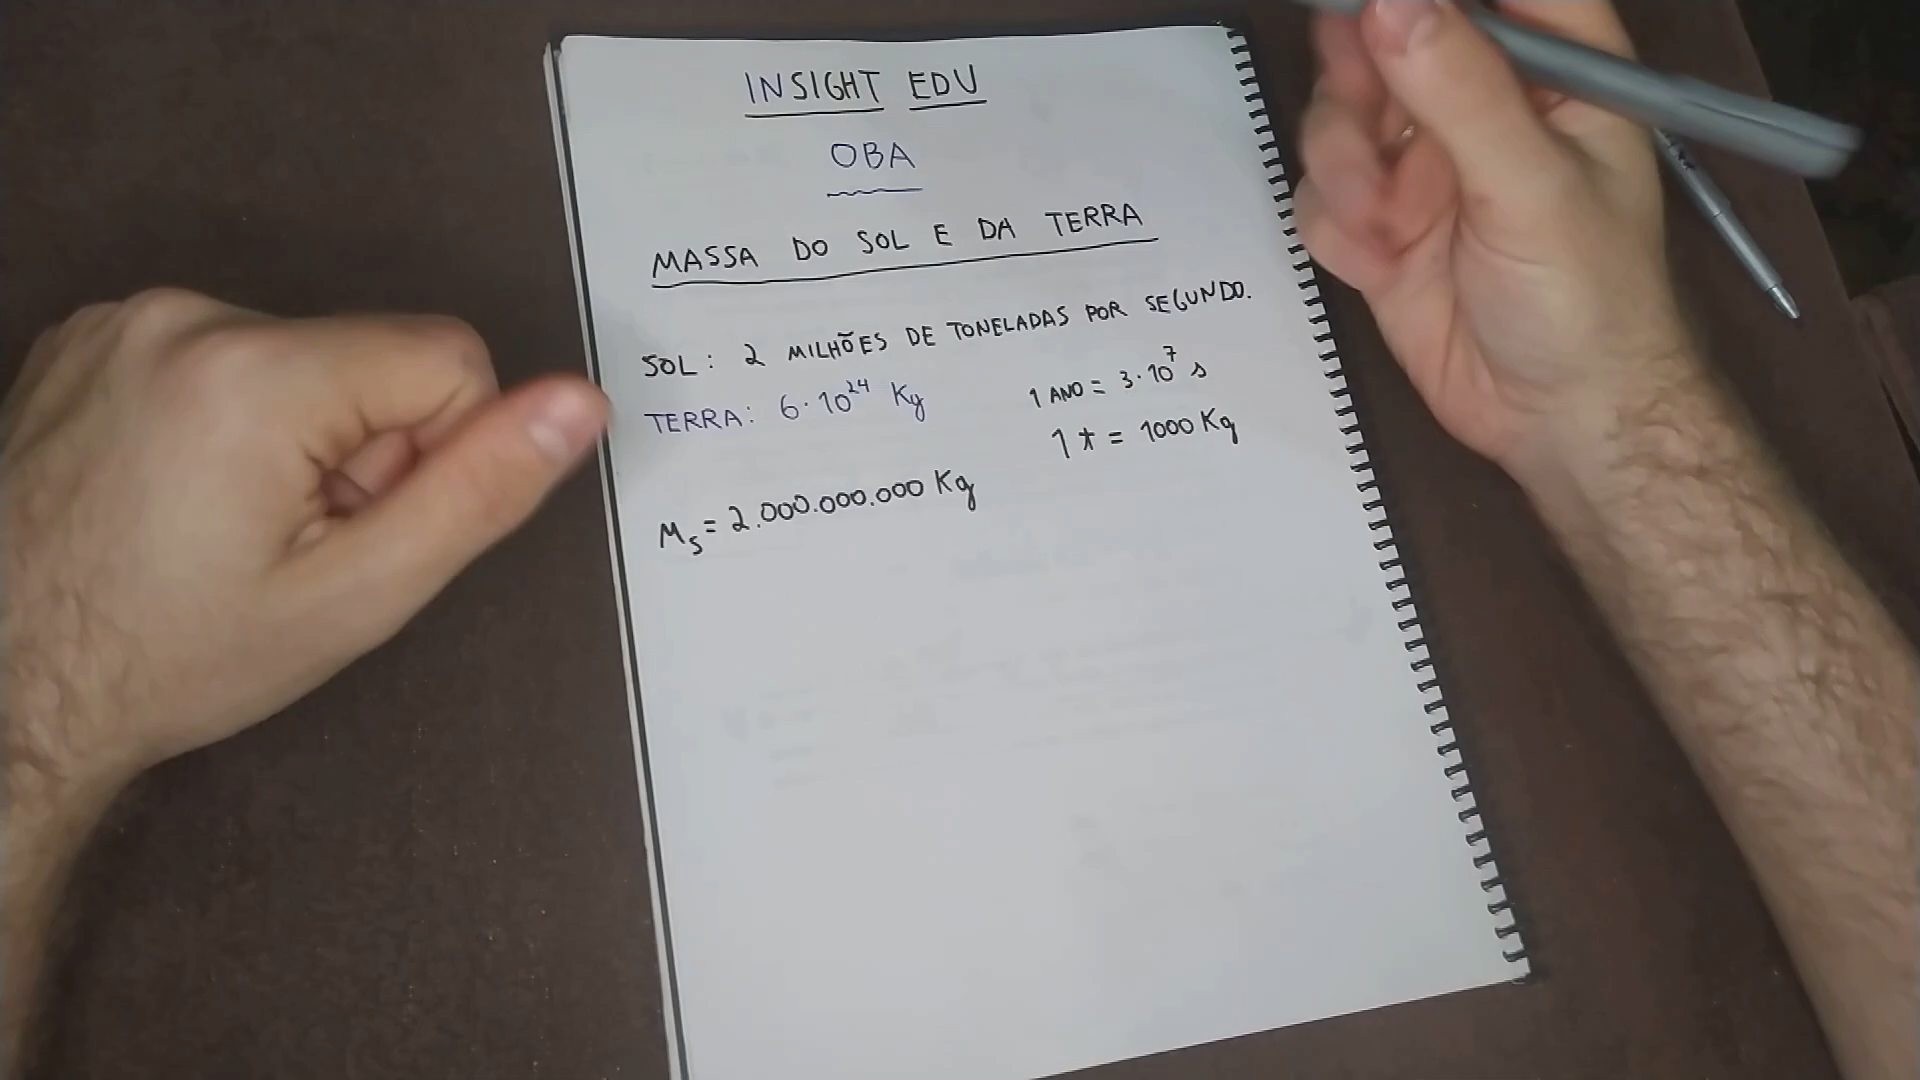 INSIGHT EDU
OBA
MASSA DO SOL E DA TERRA
SOL: 2 MILHÕES DE TONELADAS POR SEGUNDO.
TERRA: 6·10²⁴ Kg
1 ANO = 3·10⁷ s
1 t = 1000 Kg
Ms = 2.000.000.000 Kg